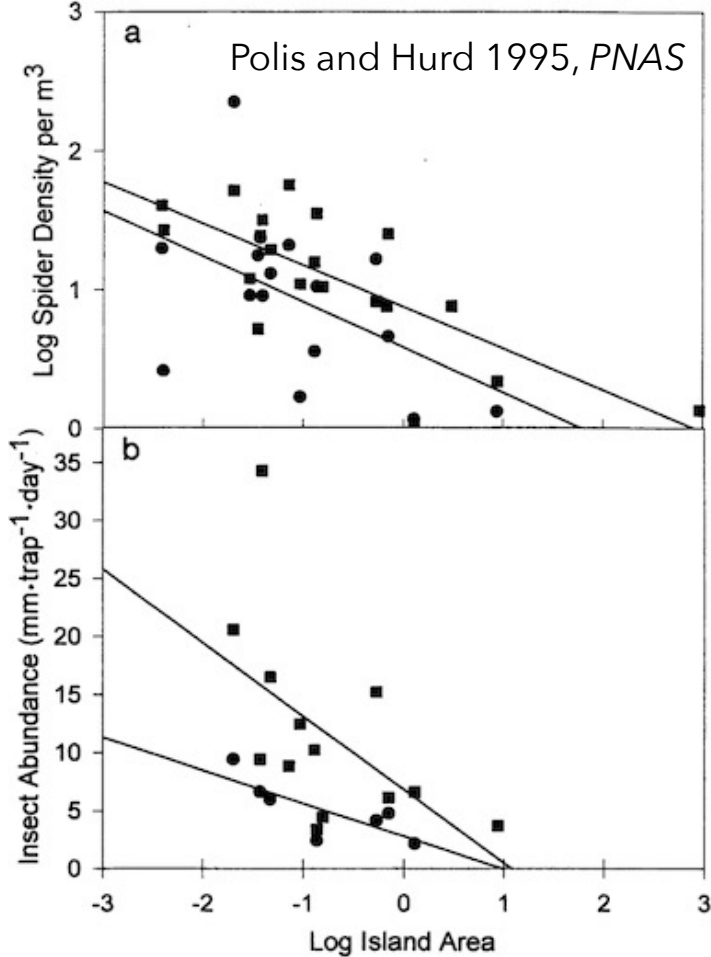 3
a
Polis and Hurd 1995, PNAS
2
1
0
Log Spider Density per m³
b
35
30
25
20
15
10
5
0
Insect Abundance (mm·trap⁻¹·day⁻¹)
-3 -2 -1 0 1 2 3
Log Island Area